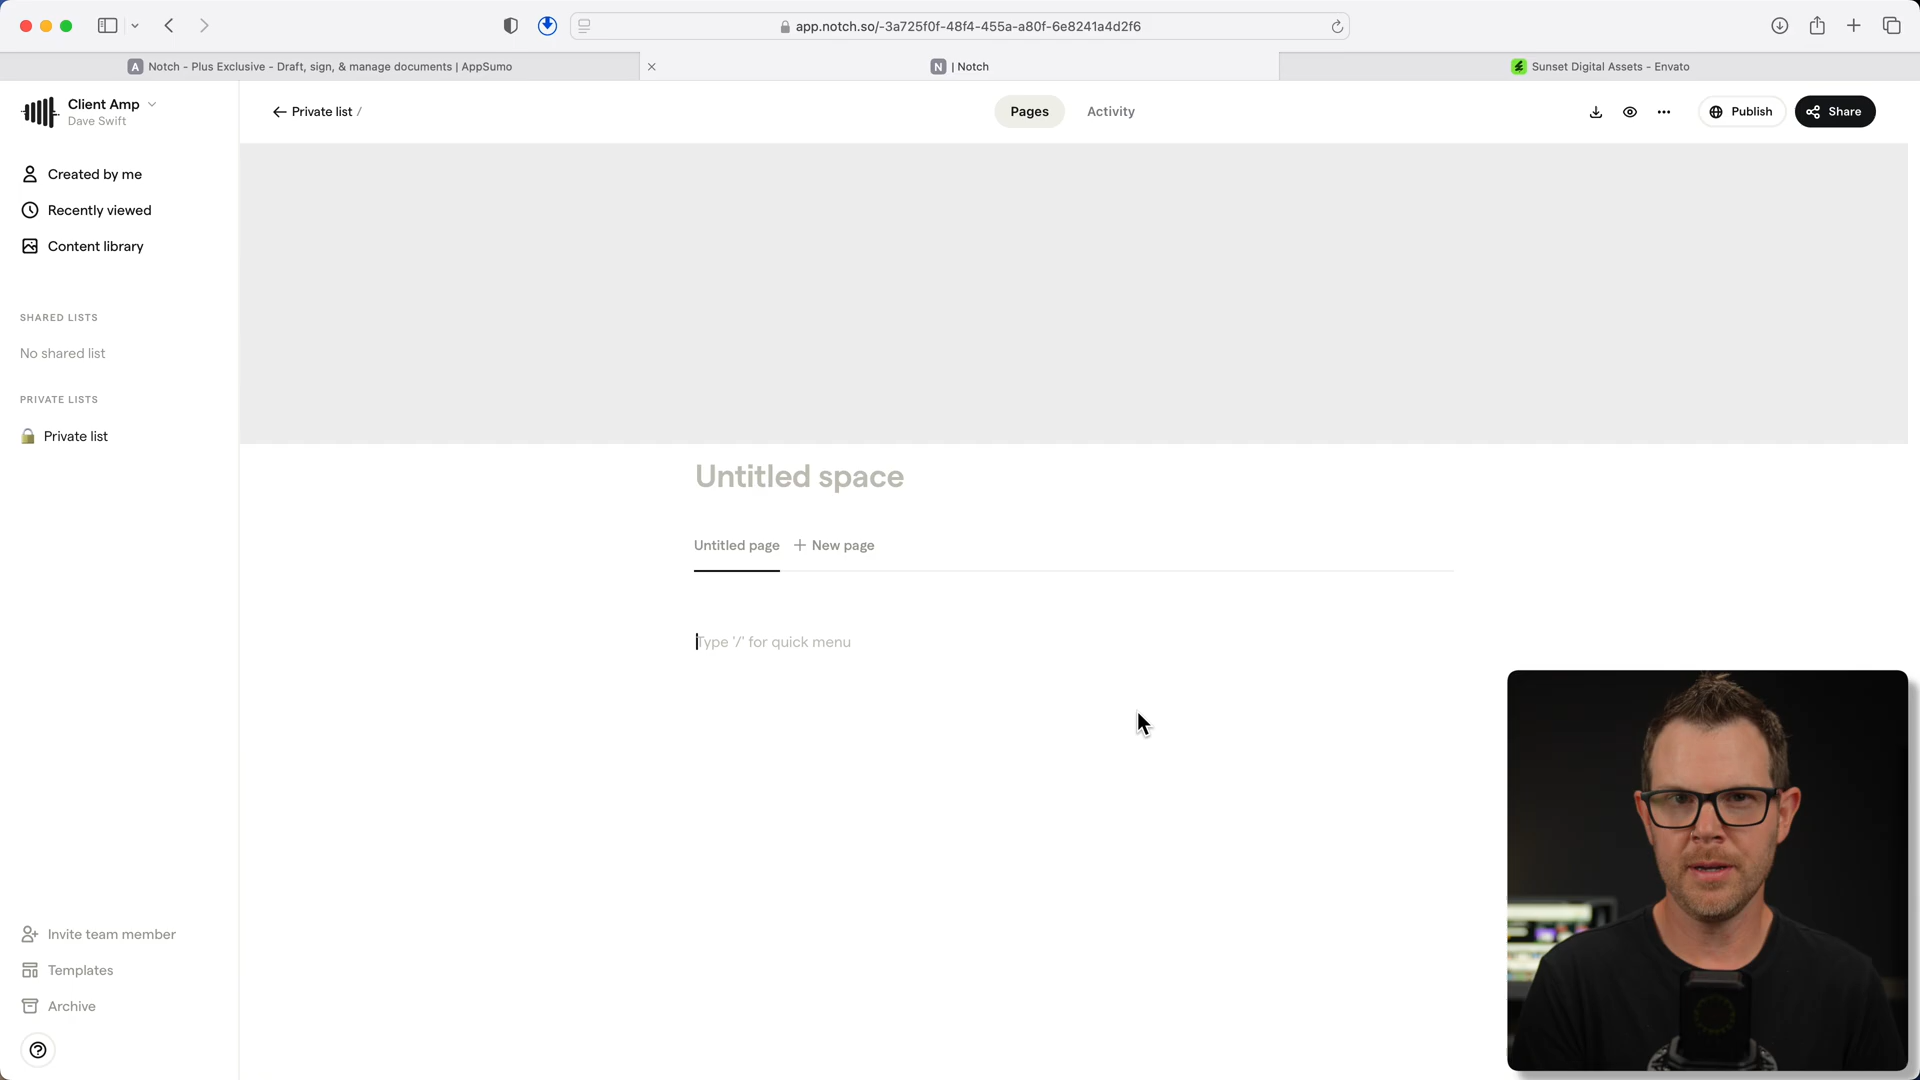 app.notch.so/-3a725f0f-48f4-455a-a80f-6e8241a4d2f6
A Notch - Plus Exclusive - Draft, sign, & manage documents | AppSumo
N | Notch
Sunset Digital Assets - Envato
Client Amp
Dave Swift
Private list /
Pages
Activity
Publish
Share
Created by me
Recently viewed
Content library
SHARED LISTS
No shared list
PRIVATE LISTS
Private list
Untitled space
Untitled page
New page
Type '/' for quick menu
Invite team member
Templates
Archive